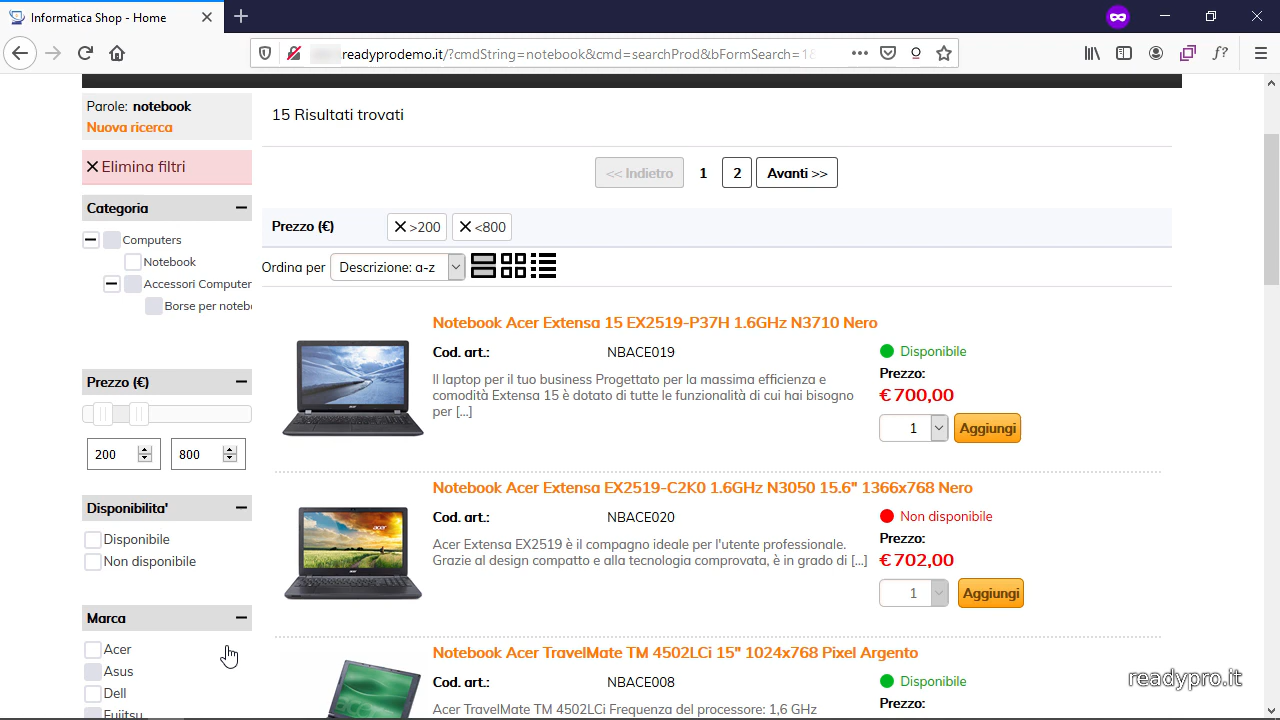 Informatica Shop - Home
readyprodemo.it/?cmdString=notebook&cmd=searchProd&bFormSearch=
Parole: notebook
Nuova ricerca
15 Risultati trovati
Elimina filtri
<< Indietro 1 2 Avanti >>
Categoria
Prezzo (€) >200 <800
Computers
Notebook
Accessori Computer
Borse per noteb
Ordina per Descrizione: a-z
Notebook Acer Extensa 15 EX2519-P37H 1.6GHz N3710 Nero
Cod. art.: NBACE019
Disponibile
Il laptop per il tuo business Progettato per la massima efficienza e
comodità Extensa 15 è dotato di tutte le funzionalità di cui hai bisogno
per [...]
Prezzo:
€ 700,00
1 Aggiungi
Prezzo (€)
200 800
Notebook Acer Extensa EX2519-C2K0 1.6GHz N3050 15.6" 1366x768 Nero
Cod. art.: NBACE020
Non disponibile
Acer Extensa EX2519 è il compagno ideale per l'utente professionale.
Grazie al design compatto e alla tecnologia comprovata, è in grado di [...]
Prezzo:
€ 702,00
1 Aggiungi
Disponibilita'
Disponibile
Non disponibile
Marca
Acer
Asus
Dell
Fujitsu
Notebook Acer TravelMate TM 4502LCi 15" 1024x768 Pixel Argento
Cod. art.: NBACE008
Disponibile
Acer TravelMate TM 4502LCi Frequenza del processore: 1,6 GHz
Prezzo:
readypro.it